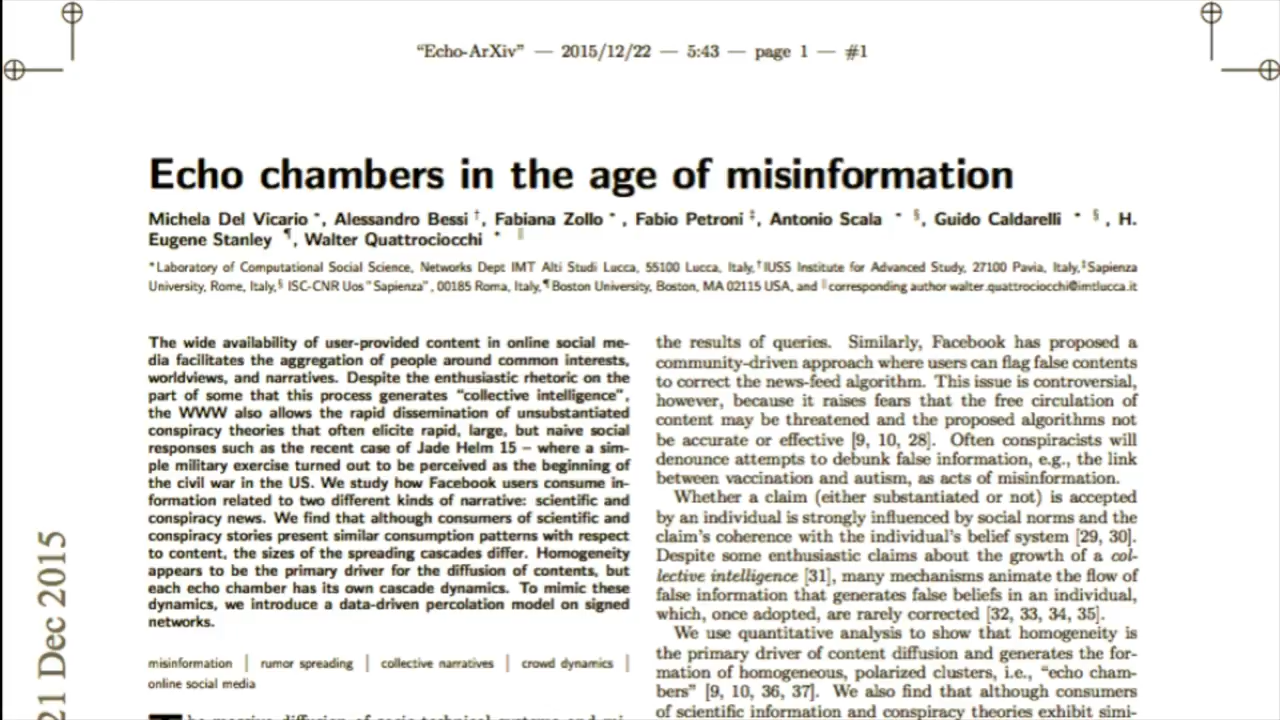 "Echo-ArXiv" — 2015/12/22 — 5:43 — page 1 — #1
Echo chambers in the age of misinformation
Michela Del Vicario *, Alessandro Bessi †, Fabiana Zollo *, Fabio Petroni ‡, Antonio Scala * §, Guido Caldarelli * §, H.
Eugene Stanley ¶, Walter Quattrociocchi * ‖
*Laboratory of Computational Social Science, Networks Dept IMT Alti Studi Lucca, 55100 Lucca, Italy,†IUSS Institute for Advanced Study, 27100 Pavia, Italy,‡Sapienza
University, Rome, Italy,§ ISC-CNR Uos "Sapienza", 00185 Roma, Italy,¶Boston University, Boston, MA 02115 USA, and ‖corresponding author walter.quattrociocchi@imtlucca.it
The wide availability of user-provided content in online social me-
dia facilitates the aggregation of people around common interests,
worldviews, and narratives. Despite the enthusiastic rhetoric on the
part of some that this process generates "collective intelligence",
the WWW also allows the rapid dissemination of unsubstantiated
conspiracy theories that often elicite rapid, large, but naive social
responses such as the recent case of Jade Helm 15 – where a sim-
ple military exercise turned out to be perceived as the beginning of
the civil war in the US. We study how Facebook users consume in-
formation related to two different kinds of narrative: scientific and
conspiracy news. We find that although consumers of scientific and
conspiracy stories present similar consumption patterns with respect
to content, the sizes of the spreading cascades differ. Homogeneity
appears to be the primary driver for the diffusion of contents, but
each echo chamber has its own cascade dynamics. To mimic these
dynamics, we introduce a data-driven percolation model on signed
networks.
misinformation | rumor spreading | collective narratives | crowd dynamics |
online social media
the results of queries. Similarly, Facebook has proposed a
community-driven approach where users can flag false contents
to correct the news-feed algorithm. This issue is controversial,
however, because it raises fears that the free circulation of
content may be threatened and the proposed algorithms not
be accurate or effective [9, 10, 28]. Often conspiracists will
denounce attempts to debunk false information, e.g., the link
between vaccination and autism, as acts of misinformation.
Whether a claim (either substantiated or not) is accepted
by an individual is strongly influenced by social norms and the
claim's coherence with the individual's belief system [29, 30].
Despite some enthusiastic claims about the growth of a col-
lective intelligence [31], many mechanisms animate the flow of
false information that generates false beliefs in an individual,
which, once adopted, are rarely corrected [32, 33, 34, 35].
We use quantitative analysis to show that homogeneity is
the primary driver of content diffusion and generates the for-
mation of homogeneous, polarized clusters, i.e., "echo cham-
bers" [9, 10, 36, 37]. We also find that although consumers
of scientific information and conspiracy theories exhibit simi-
21 Dec 2015